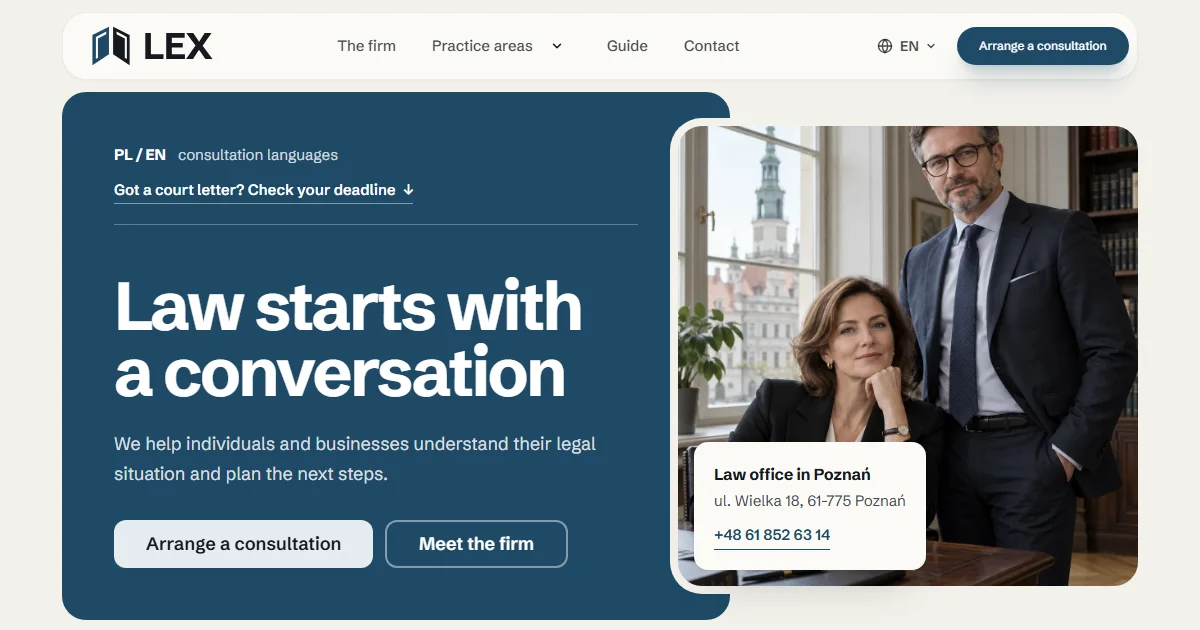 LEX
The firm
Practice areas
Guide
Contact
EN
Arrange a consultation
PL / EN consultation languages
Got a court letter? Check your deadline ↓
Law starts with
a conversation
We help individuals and businesses understand their legal
situation and plan the next steps.
Arrange a consultation
Meet the firm
Law office in Poznań
ul. Wielka 18, 61-775 Poznań
+48 61 852 63 14